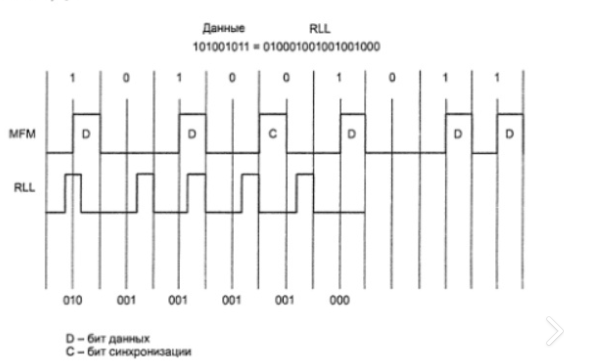 Данные RLL
101001011 = 010001001001001000
1 0 1 0 0 1 0 1 1
MFM D D C D D D
RLL
010 001 001 001 001 000
D – бит данных
C – бит синхронизации